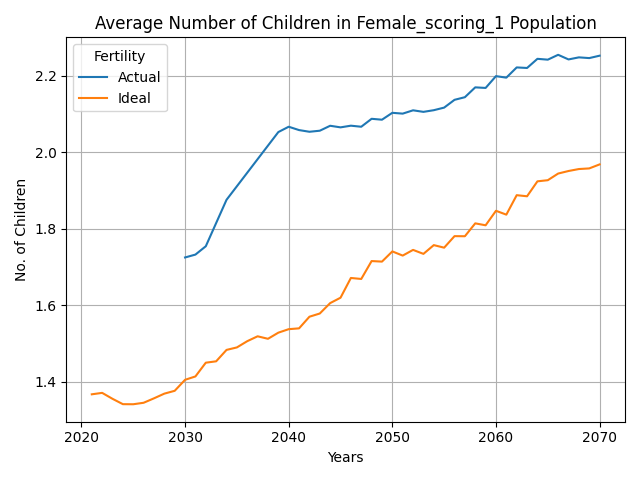 Average Number of Children in Female_scoring_1 Population
Fertility
Actual
Ideal
No. of Children
2.2
2.0
1.8
1.6
1.4
2020 2030 2040 2050 2060 2070
Years